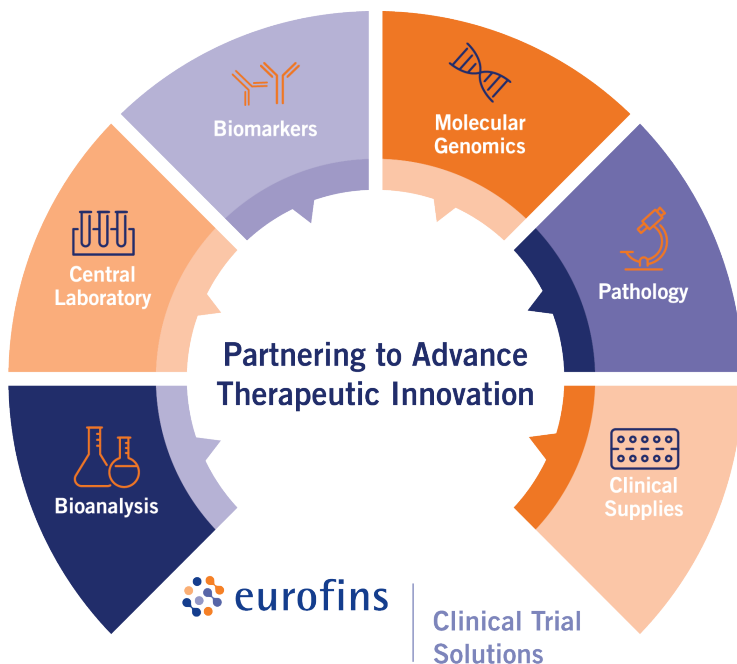 Biomarkers
Molecular
Genomics
Central
Laboratory
Pathology
Partnering to Advance
Therapeutic Innovation
Bioanalysis
Clinical
Supplies
eurofins
Clinical Trial
Solutions